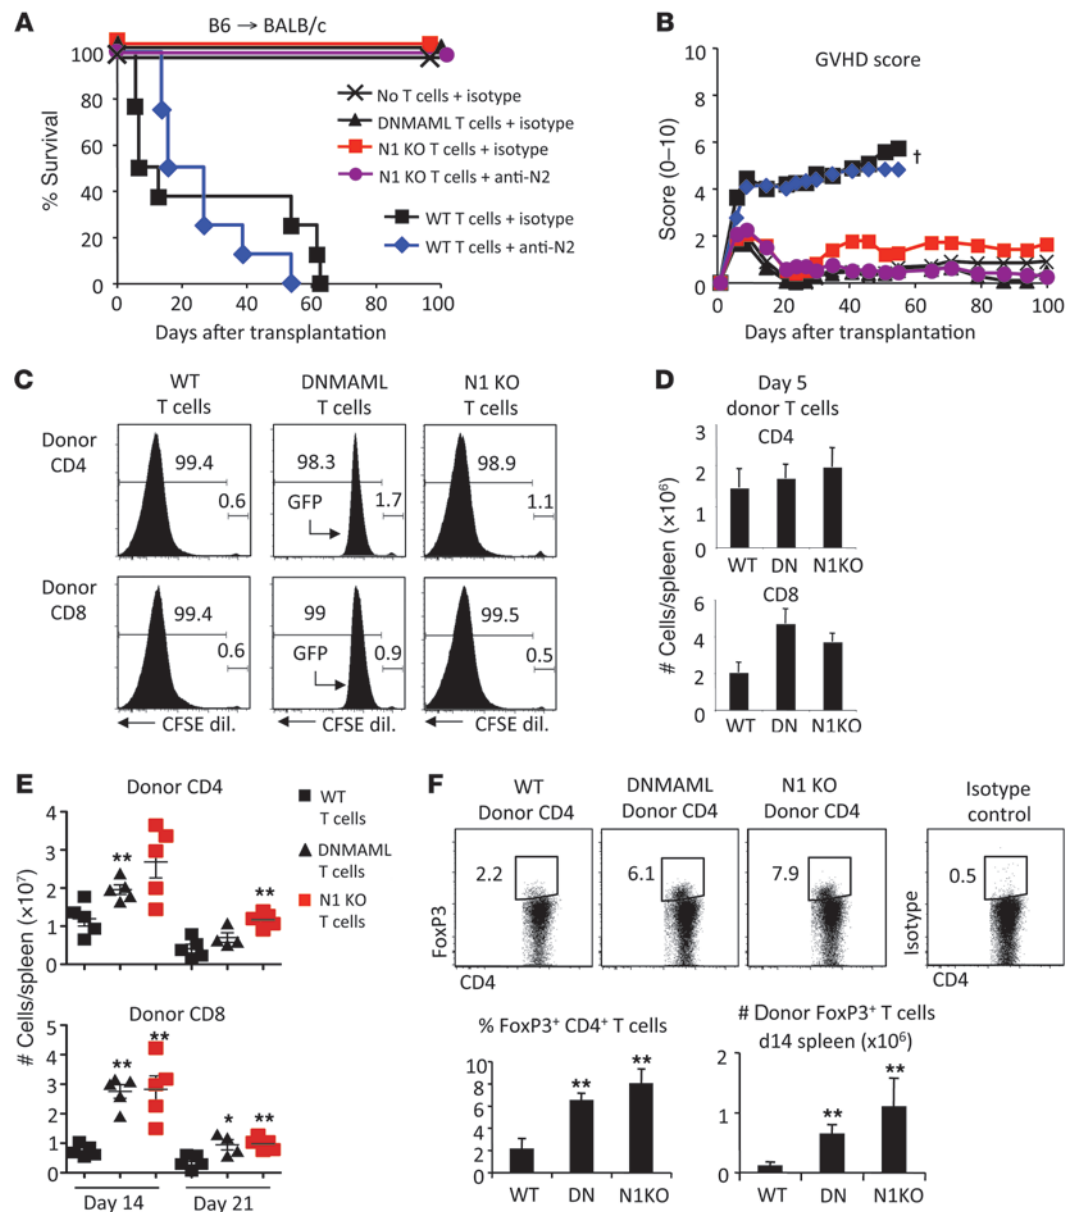 A
B6 → BALB/c
% Survival
100
80
60
40
20
0
0 20 40 60 80 100
Days after transplantation
No T cells + isotype
DNMAML T cells + isotype
N1 KO T cells + isotype
N1 KO T cells + anti-N2
WT T cells + isotype
WT T cells + anti-N2
B
GVHD score
Score (0–10)
10
8
6
4
2
0
†
0 20 40 60 80 100
Days after transplantation
C
WT
T cells
DNMAML
T cells
N1 KO
T cells
Donor
CD4
99.4
0.6
98.3
GFP
1.7
98.9
1.1
Donor
CD8
99.4
0.6
99
GFP
0.9
99.5
0.5
← CFSE dil.
← CFSE dil.
← CFSE dil.
D
Day 5
donor T cells
# Cells/spleen (×10⁶)
CD4
3
2
1
0
WT DN N1KO
CD8
6
4
2
0
WT DN N1KO
E
Donor CD4
# Cells/spleen (×10⁷)
4
3
2
1
0
**
**
WT
T cells
DNMAML
T cells
N1 KO
T cells
Donor CD8
5
4
3
2
1
0
**
**
*
**
Day 14 Day 21
F
WT
Donor CD4
DNMAML
Donor CD4
N1 KO
Donor CD4
Isotype
control
2.2
6.1
7.9
0.5
FoxP3
CD4
Isotype
CD4
% FoxP3⁺ CD4⁺ T cells
10
8
6
4
2
0
**
**
WT DN N1KO
# Donor FoxP3⁺ T cells
d14 spleen (x10⁶)
2
1
0
**
**
WT DN N1KO